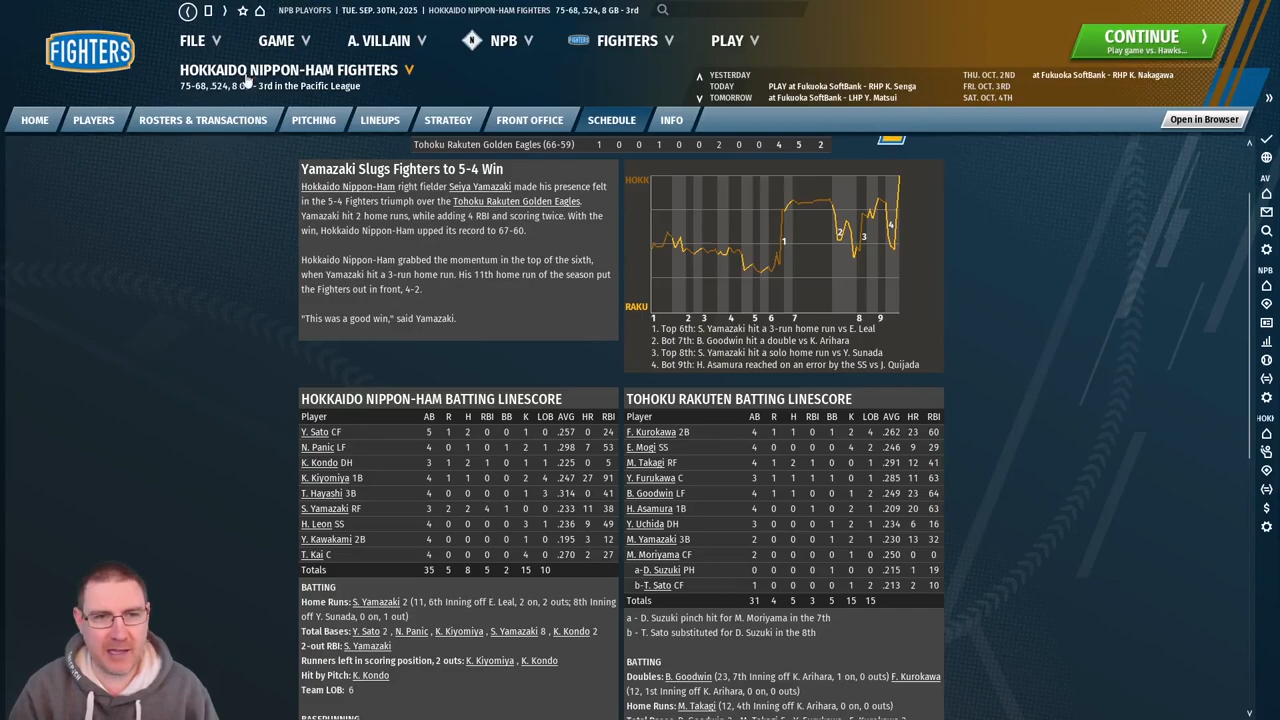 NPB PLAYOFFS | TUE. SEP. 30TH, 2025 | HOKKAIDO NIPPON-HAM FIGHTERS 75-68, .524, 8 GB - 3rd
FIGHTERS
FILE GAME A. VILLAIN N NPB FIGHTERS PLAY
CONTINUE
Play game vs. Hawks...
HOKKAIDO NIPPON-HAM FIGHTERS
75-68, .524, 8 - 3rd in the Pacific League
YESTERDAY
TODAY PLAY at Fukuoka SoftBank - RHP K. Senga
TOMORROW at Fukuoka SoftBank - LHP Y. Matsui
THU. OCT. 2ND at Fukuoka SoftBank - RHP K. Nakagawa
FRI. OCT. 3RD
SAT. OCT. 4TH
HOME PLAYERS ROSTERS & TRANSACTIONS PITCHING LINEUPS STRATEGY FRONT OFFICE SCHEDULE INFO Open in Browser
Tohoku Rakuten Golden Eagles (66-59) 1 0 0 1 0 0 2 0 0 4 5 2
Yamazaki Slugs Fighters to 5-4 Win
Hokkaido Nippon-Ham right fielder Seiya Yamazaki made his presence felt
in the 5-4 Fighters triumph over the Tohoku Rakuten Golden Eagles.
Yamazaki hit 2 home runs, while adding 4 RBI and scoring twice. With the
win, Hokkaido Nippon-Ham upped its record to 67-60.
Hokkaido Nippon-Ham grabbed the momentum in the top of the sixth,
when Yamazaki hit a 3-run home run. His 11th home run of the season put
the Fighters out in front, 4-2.
"This was a good win," said Yamazaki.
HOKK
1 2 3 4
RAKU
1 2 3 4 5 6 7 8 9
1. Top 6th: S. Yamazaki hit a 3-run home run vs E. Leal
2. Bot 7th: B. Goodwin hit a double vs K. Arihara
3. Top 8th: S. Yamazaki hit a solo home run vs Y. Sunada
4. Bot 9th: H. Asamura reached on an error by the SS vs J. Quijada
HOKKAIDO NIPPON-HAM BATTING LINESCORE
Player AB R H RBI BB K LOB AVG HR RBI
Y. Sato CF 5 1 2 0 0 1 0 .257 0 24
N. Panic LF 4 0 1 0 1 2 1 .298 7 53
K. Kondo DH 3 1 2 1 0 1 1 .225 0 5
K. Kiyomiya 1B 4 1 1 0 0 2 4 .247 27 91
T. Hayashi 3B 4 0 0 0 0 1 3 .314 0 41
S. Yamazaki RF 3 2 2 4 1 0 0 .233 11 38
H. Leon SS 4 0 0 0 0 3 1 .236 9 49
Y. Kawakami 2B 4 0 0 0 0 1 0 .195 3 12
T. Kai C 4 0 0 0 0 4 0 .270 2 27
Totals 35 5 8 5 2 15 10
BATTING
Home Runs: S. Yamazaki 2 (11, 6th Inning off E. Leal, 2 on, 2 outs; 8th Inning
off Y. Sunada, 0 on, 1 out)
Total Bases: Y. Sato 2 , N. Panic , K. Kiyomiya , S. Yamazaki 8 , K. Kondo 2
2-out RBI: S. Yamazaki
Runners left in scoring position, 2 outs: K. Kiyomiya , K. Kondo
Hit by Pitch: K. Kondo
Team LOB: 6
BASERUNNING
TOHOKU RAKUTEN BATTING LINESCORE
Player AB R H RBI BB K LOB AVG HR RBI
F. Kurokawa 2B 4 1 1 0 1 2 4 .262 23 60
E. Mogi SS 4 0 0 0 0 4 2 .246 9 29
M. Takagi RF 4 1 2 1 0 1 0 .291 12 41
Y. Furukawa C 3 1 1 1 1 0 1 .285 11 63
B. Goodwin LF 4 1 1 0 0 2 1 .249 23 64
H. Asamura 1B 4 0 0 1 0 2 4 .209 20 63
Y. Uchida DH 3 0 0 0 1 2 1 .234 6 16
M. Yamazaki 3B 2 0 0 0 1 2 1 .230 13 32
M. Moriyama CF 2 0 0 0 0 1 0 .250 0 0
a-D. Suzuki PH 0 0 0 0 1 0 0 .215 1 19
b-T. Sato CF 1 0 0 0 0 1 2 .213 2 10
Totals 31 4 5 3 5 15 15
a - D. Suzuki pinch hit for M. Moriyama in the 7th
b - T. Sato substituted for D. Suzuki in the 8th
BATTING
Doubles: B. Goodwin (23, 7th Inning off K. Arihara, 1 on, 0 outs) F. Kurokawa
(12, 1st Inning off K. Arihara, 0 on, 0 outs)
Home Runs: M. Takagi (12, 4th Inning off K. Arihara, 0 on, 0 outs)
AV
NPB
HOKK